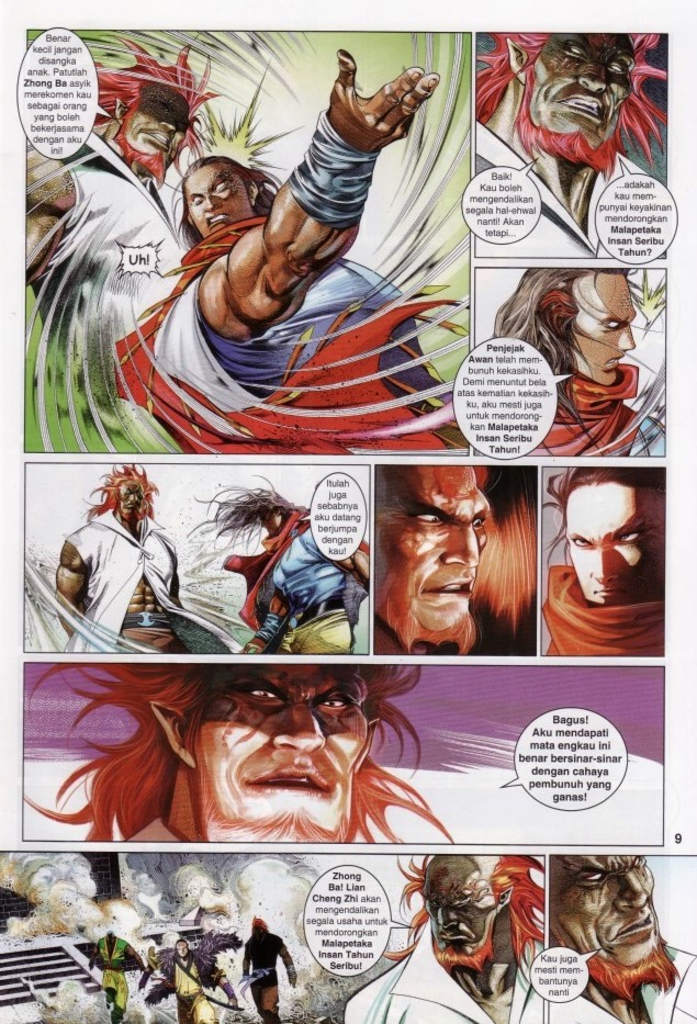 Benar
kecil jangan
disangka
anak. Patutlah
Zhong Ba asyik
merekomen kau
sebagai orang
yang boleh
bekerjasama
dengan aku
ini!
Uh!
Baik!
Kau boleh
mengendalikan
segala hal-ehwal
nanti! Akan
tetapi...
...adakah
kau mem-
punyai keyakinan
mendorongkan
Malapetaka
Insan Seribu
Tahun?
Penjejak
Awan telah mem-
bunuh kekasihku.
Demi menuntut bela
atas kematian kekasih-
ku, aku mesti juga
untuk mendorong-
kan Malapetaka
Insan Seribu
Tahun!
Itulah
juga
sebabnya
aku datang
berjumpa
dengan
kau!
Bagus!
Aku mendapati
mata engkau ini
benar bersinar-sinar
dengan cahaya
pembunuh yang
ganas!
9
Zhong
Ba! Lian
Cheng Zhi akan
mengendalikan
segala usaha untuk
mendorongkan
Malapetaka
Insan Tahun
Seribu!
Kau juga
mesti mem-
bantunya
nanti